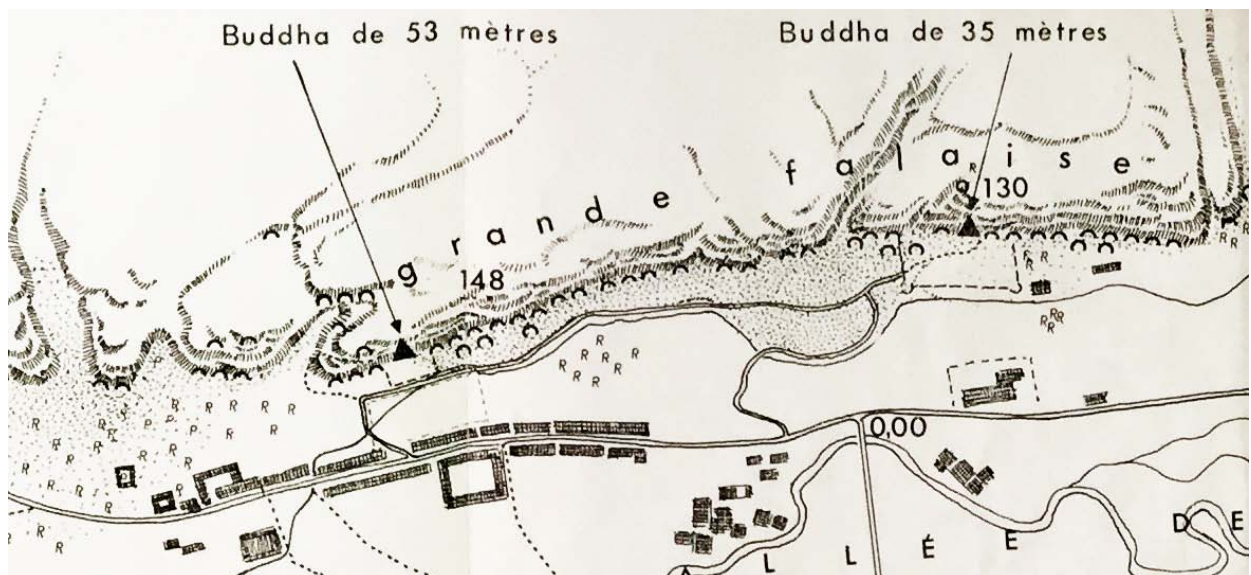 Buddha de 53 mètres
Buddha de 35 mètres
grande falaise
130
148
0,00
LLÉE DE
R R R R R R R R R R R R R R R R R R R R R R R R R R R R R R